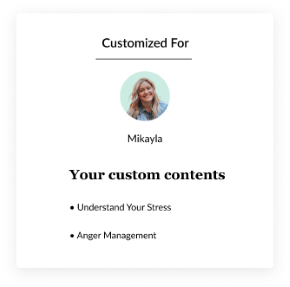 Customized For
Mikayla
Your custom contents
• Understand Your Stress
• Anger Management